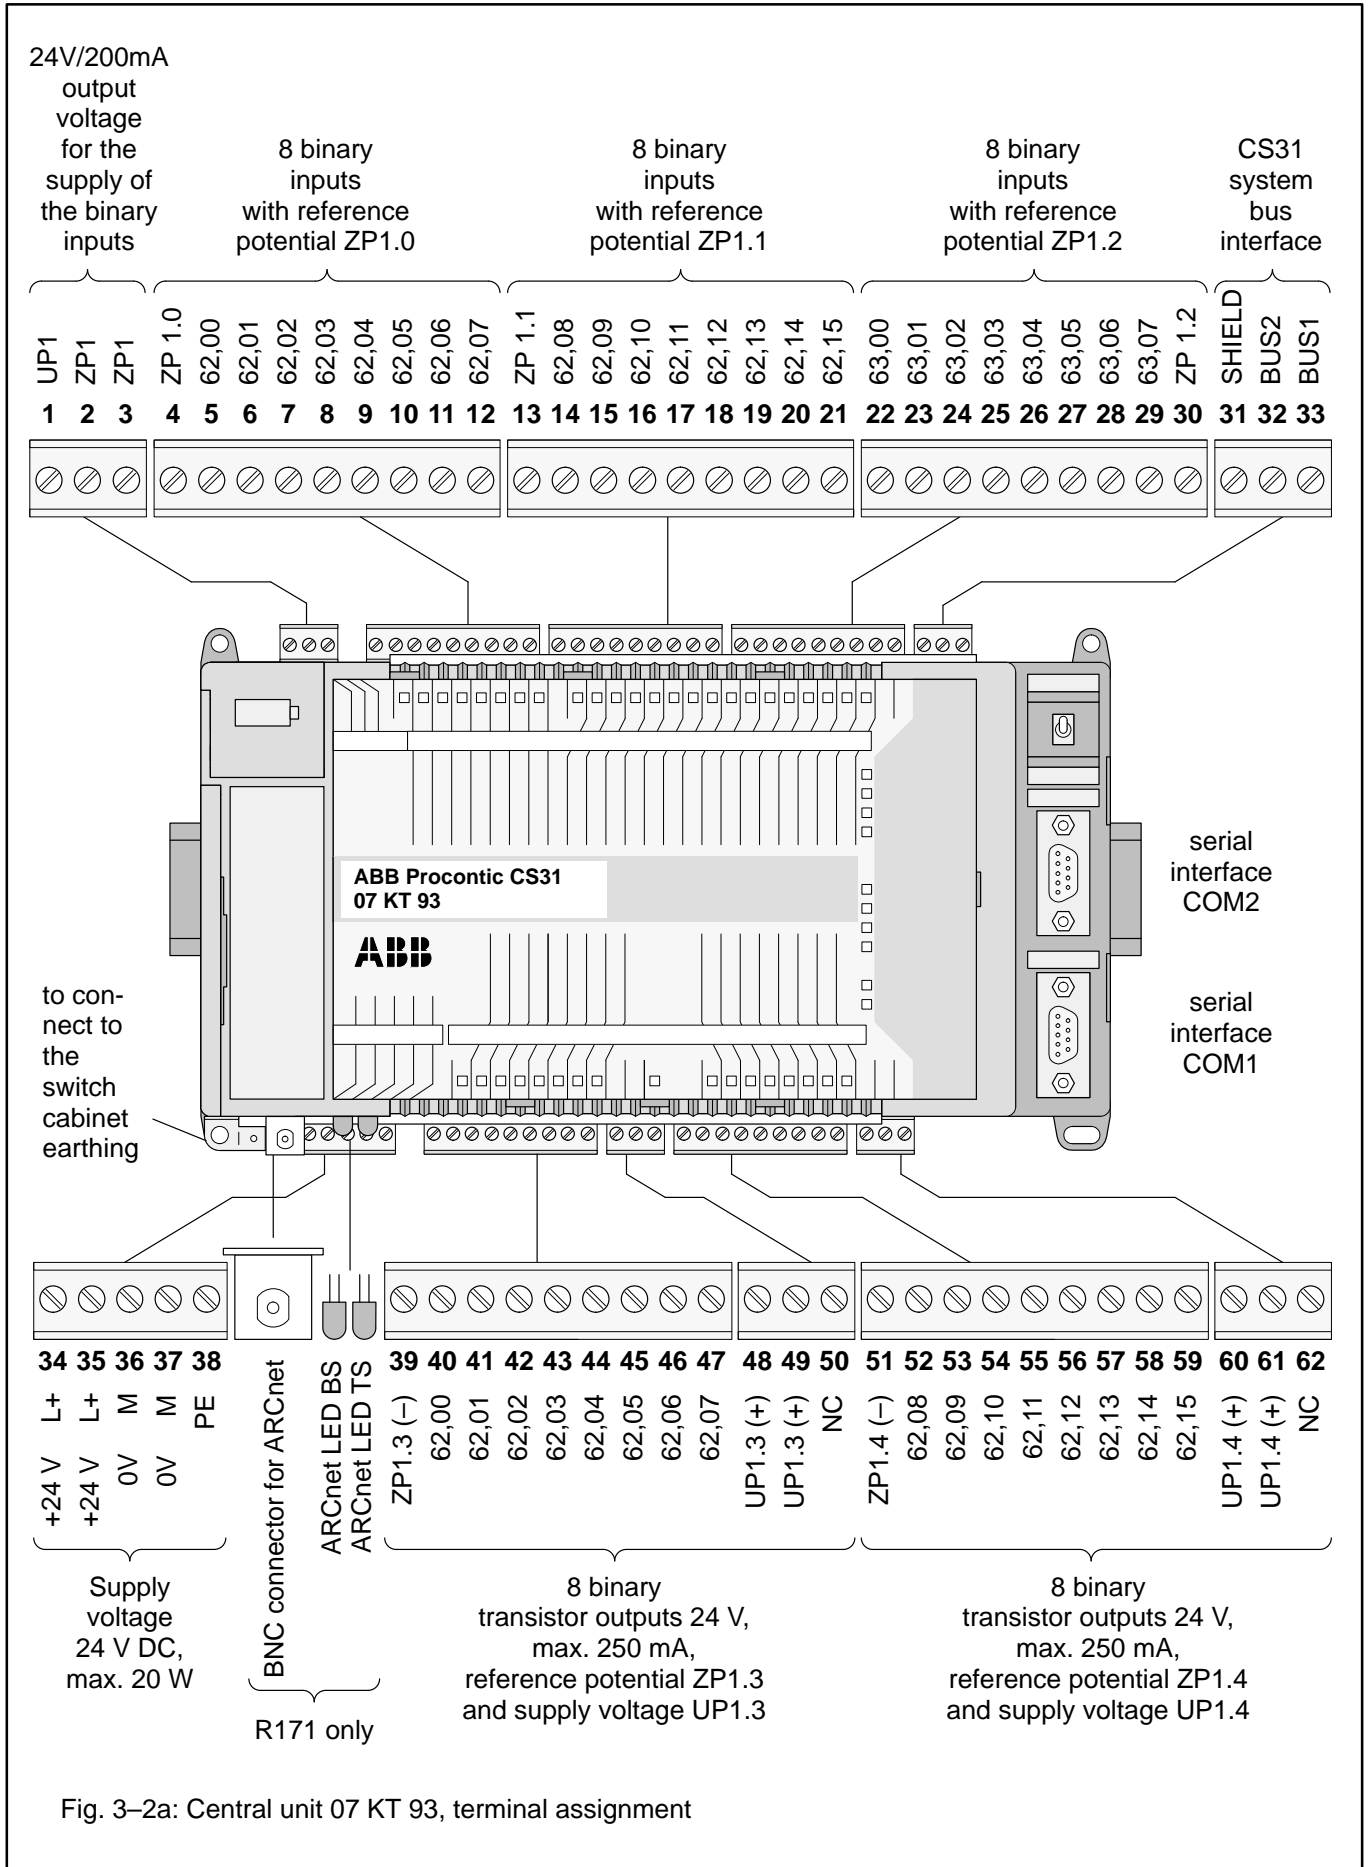 24V/200mA
output
voltage
for the
supply of
the binary
inputs
8 binary
inputs
with reference
potential ZP1.0
8 binary
inputs
with reference
potential ZP1.1
8 binary
inputs
with reference
potential ZP1.2
CS31
system
bus
interface
UP1
ZP1
ZP1
ZP 1.0
62,00
62,01
62,02
62,03
62,04
62,05
62,06
62,07
ZP 1.1
62,08
62,09
62,10
62,11
62,12
62,13
62,14
62,15
63,00
63,01
63,02
63,03
63,04
63,05
63,06
63,07
ZP 1.2
SHIELD
BUS2
BUS1
1 2 3 4 5 6 7 8 9 10 11 12 13 14 15 16 17 18 19 20 21 22 23 24 25 26 27 28 29 30 31 32 33
ABB Procontic CS31
07 KT 93
ABB
serial
interface
COM2
serial
interface
COM1
to con-
nect to
the
switch
cabinet
earthing
34 35 36 37 38 39 40 41 42 43 44 45 46 47 48 49 50 51 52 53 54 55 56 57 58 59 60 61 62
+24 V L+
+24 V L+
0V M
0V M
PE
BNC connector for ARCnet
ARCnet LED BS
ARCnet LED TS
ZP1.3 (–)
62,00
62,01
62,02
62,03
62,04
62,05
62,06
62,07
UP1.3 (+)
UP1.3 (+)
NC
ZP1.4 (–)
62,08
62,09
62,10
62,11
62,12
62,13
62,14
62,15
UP1.4 (+)
UP1.4 (+)
NC
Supply
voltage
24 V DC,
max. 20 W
R171 only
8 binary
transistor outputs 24 V,
max. 250 mA,
reference potential ZP1.3
and supply voltage UP1.3
8 binary
transistor outputs 24 V,
max. 250 mA,
reference potential ZP1.4
and supply voltage UP1.4
Fig. 3–2a: Central unit 07 KT 93, terminal assignment